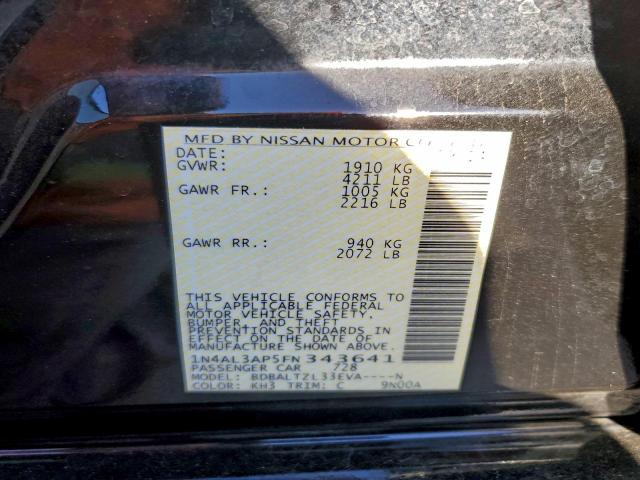 MFD BY NISSAN MOTOR
DATE:
GVWR: 1910 KG
4211 LB
GAWR FR.: 1005 KG
2216 LB
GAWR RR.: 940 KG
2072 LB
THIS VEHICLE CONFORMS TO
ALL APPLICABLE FEDERAL
MOTOR VEHICLE SAFETY,
BUMPER, AND THEFT
PREVENTION STANDARDS IN
EFFECT ON THE DATE OF
MANUFACTURE SHOWN ABOVE.
1N4AL3AP5FN343641
PASSENGER CAR 728
MODEL: BDBALTZL33EVA----N
COLOR: KH3 TRIM: C 9N00A